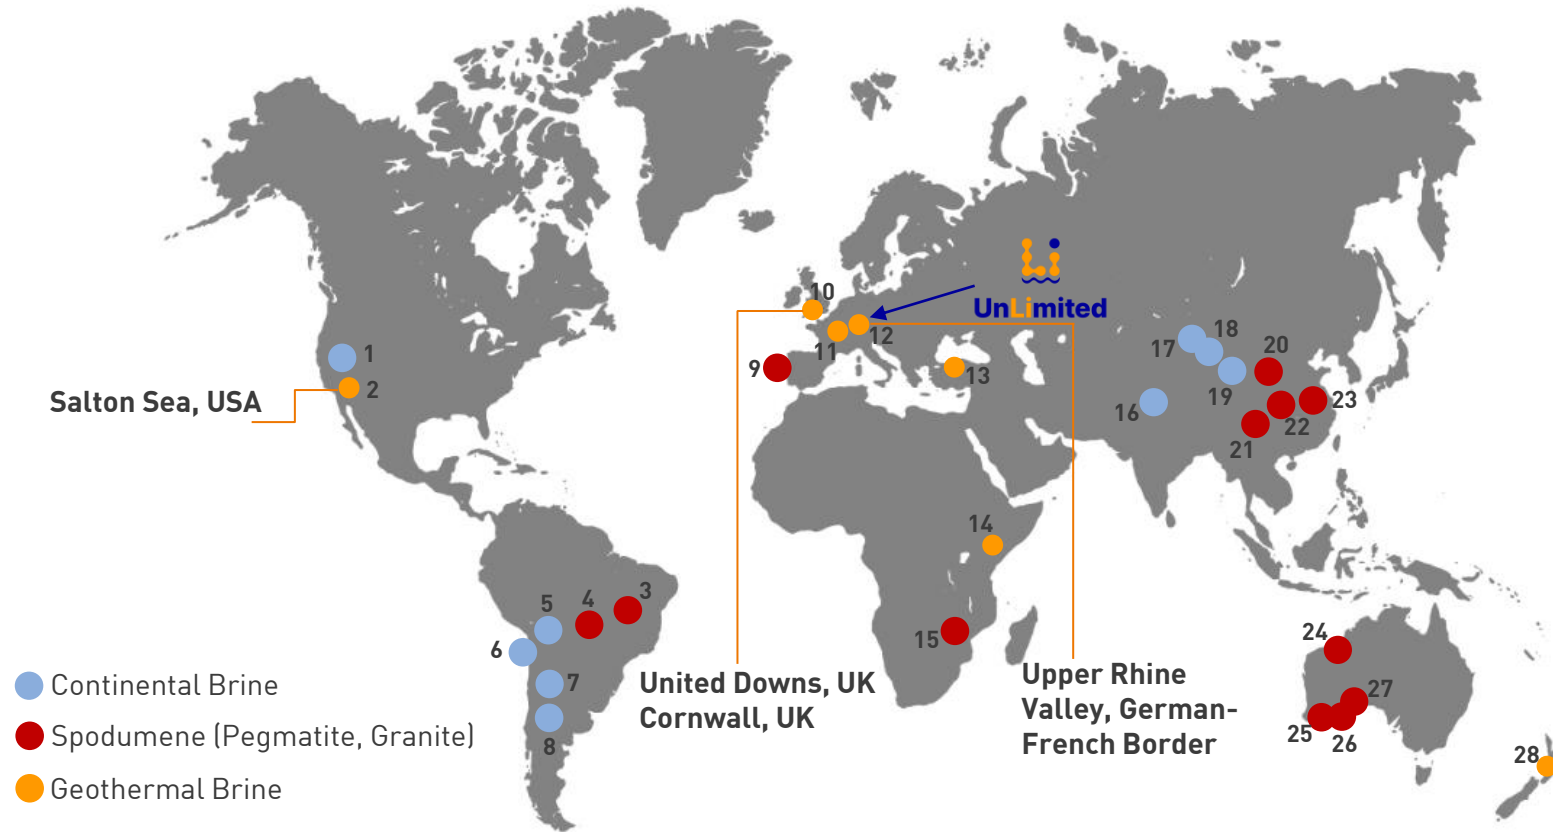 10
UnLimited
12
11
18
17
20
1
2
Salton Sea, USA
9
13
19
16
23
22
21
14
3
4
5
15
6
24
United Downs, UK
Cornwall, UK
Upper Rhine
Valley, German-
French Border
Continental Brine
7
27
Spodumene (Pegmatite, Granite)
8
25
26
28
Geothermal Brine